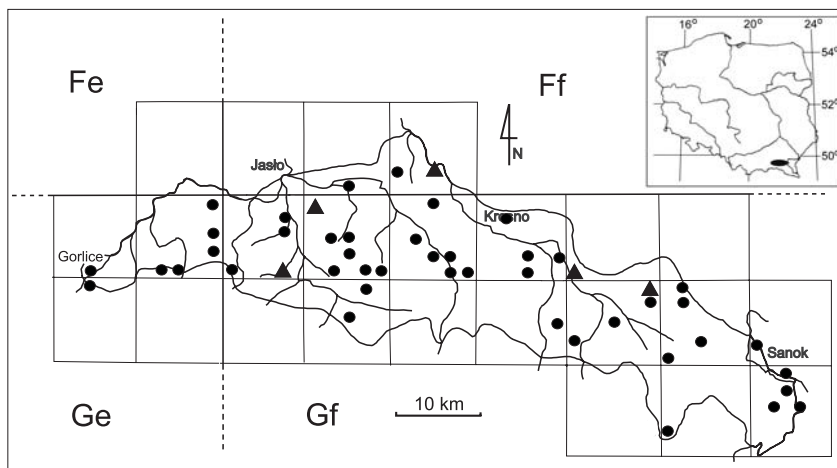 16° 20° 24°
54°
52°
50°
Fe
Ff
N
Jasło
Krosno
Gorlice
Sanok
Ge
Gf
10 km